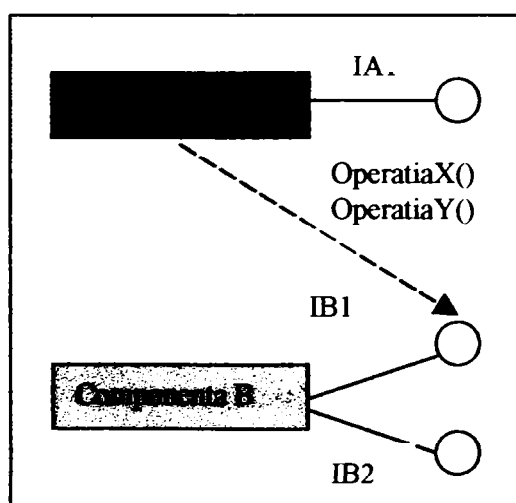 IA.
OperatiaX()
OperatiaY()
IB1
Componenta B
IB2